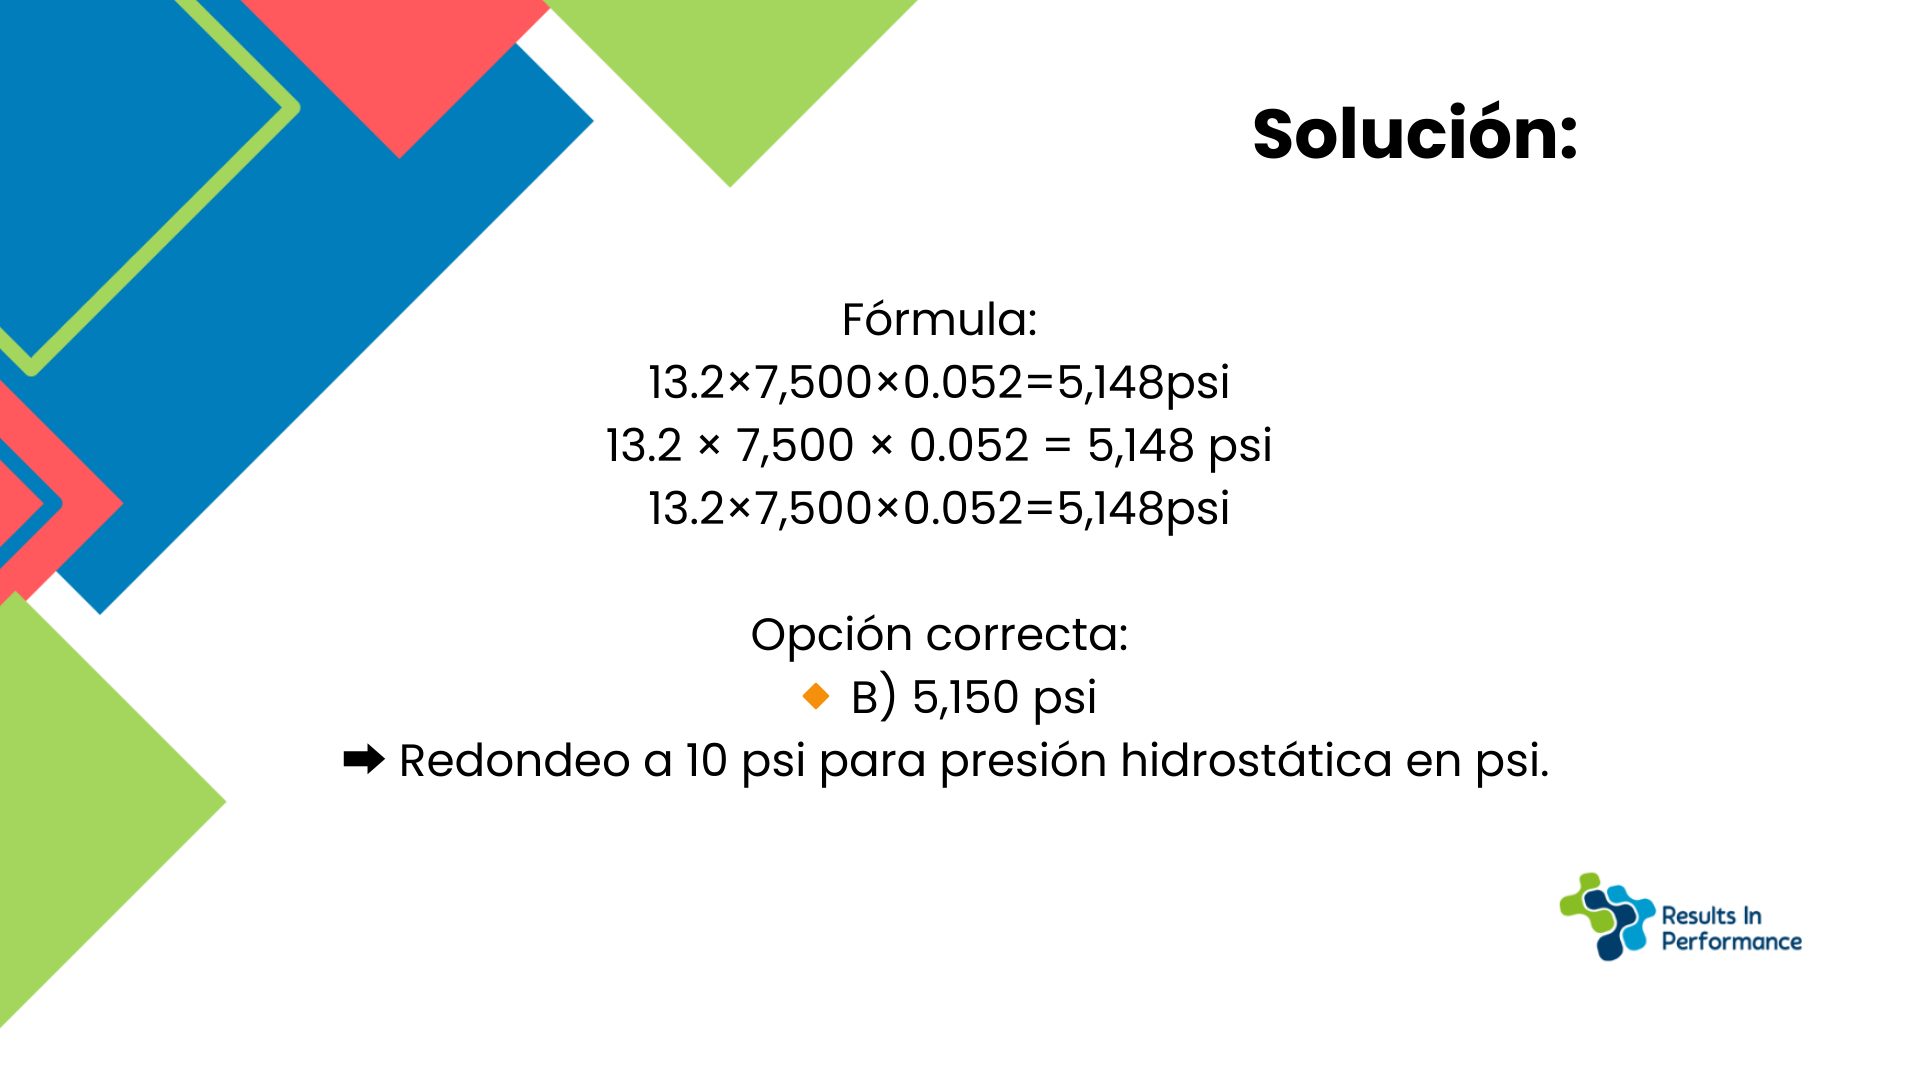 Solución:
Fórmula:
13.2×7,500×0.052=5,148psi
13.2 × 7,500 × 0.052 = 5,148 psi
13.2×7,500×0.052=5,148psi
Opción correcta:
🔸 B) 5,150 psi
➡ Redondeo a 10 psi para presión hidrostática en psi.
Results In
Performance